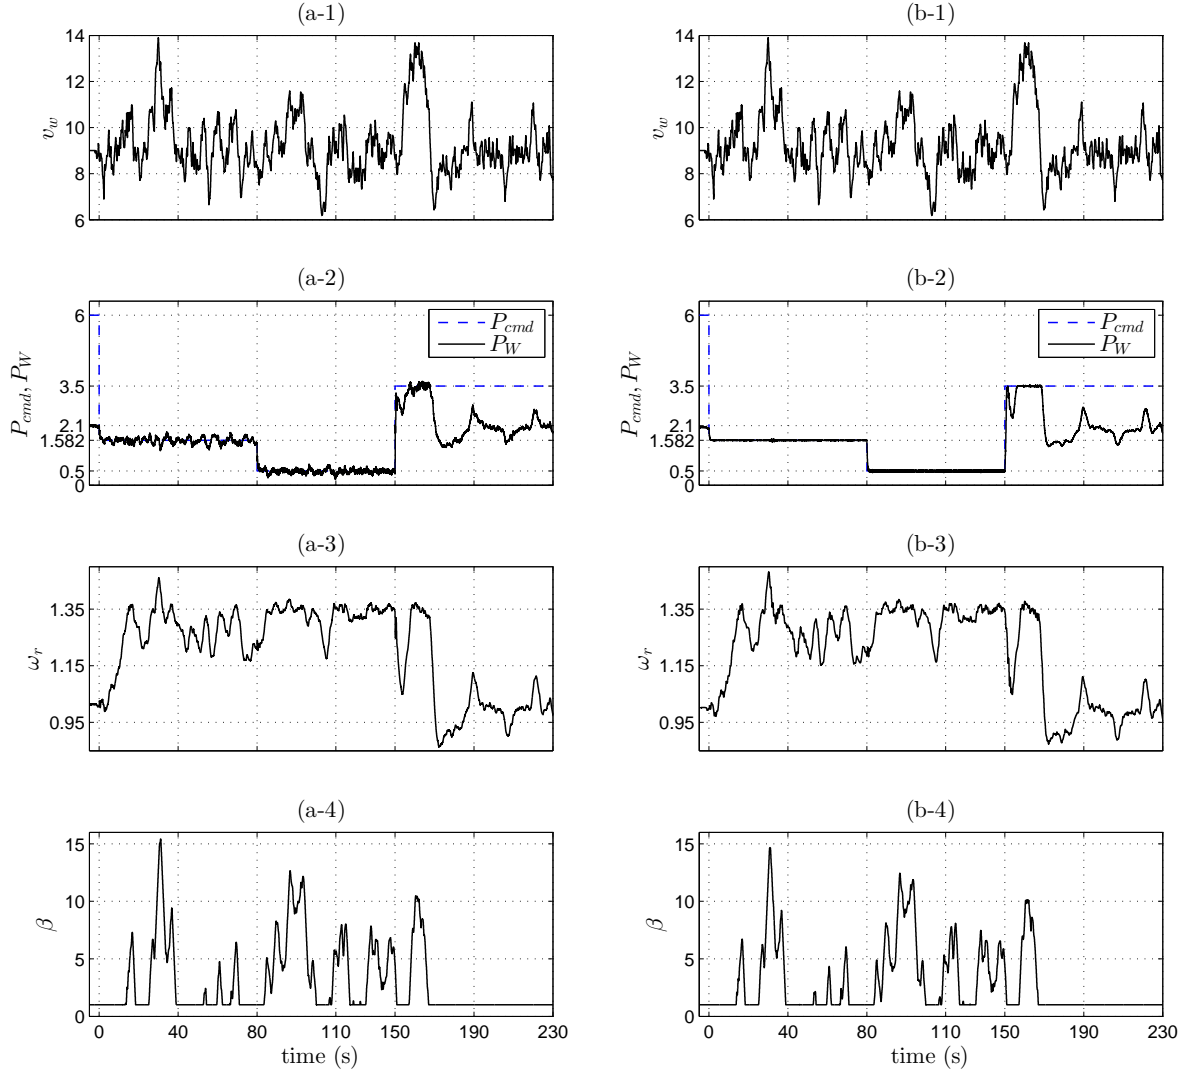 (a-1)
14
12
10
8
6
v_w
(b-1)
14
12
10
8
6
v_w
(a-2)
6
3.5
2.1
1.582
0.5
0
P_cmd, P_W
P_cmd
P_W
(b-2)
6
3.5
2.1
1.582
0.5
0
P_cmd, P_W
P_cmd
P_W
(a-3)
1.35
1.15
0.95
ω_r
(b-3)
1.35
1.15
0.95
ω_r
(a-4)
15
10
5
0
β
0 40 80 110 150 190 230
time (s)
(b-4)
15
10
5
0
β
0 40 80 110 150 190 230
time (s)